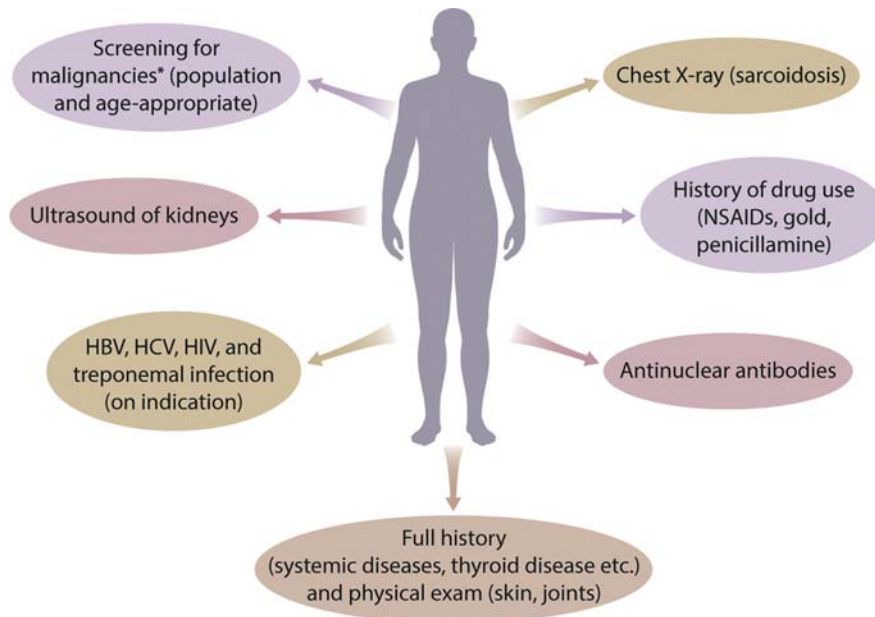 Screening for
malignancies* (population
and age-appropriate)
Chest X-ray (sarcoidosis)
Ultrasound of kidneys
History of drug use
(NSAIDs, gold,
penicillamine)
HBV, HCV, HIV, and
treponemal infection
(on indication)
Antinuclear antibodies
Full history
(systemic diseases, thyroid disease etc.)
and physical exam (skin, joints)